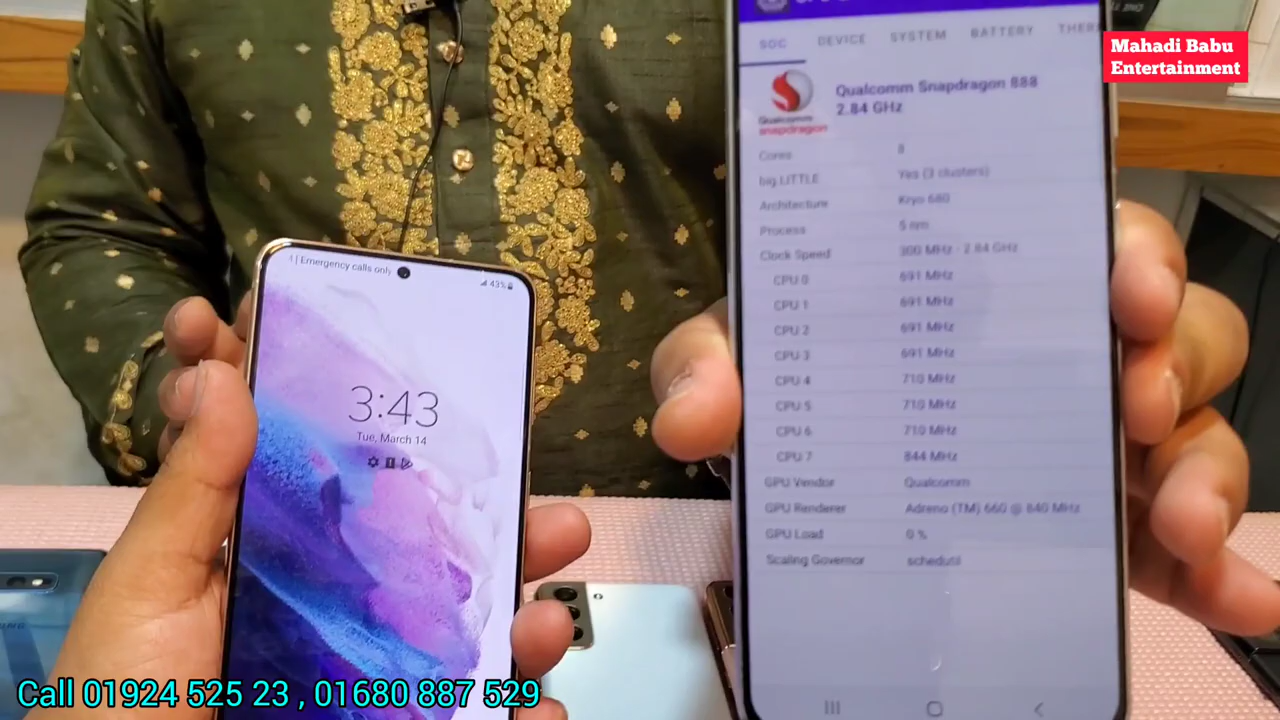 Mahadi Babu
Entertainment
SOC DEVICE SYSTEM BATTERY THER
Qualcomm Snapdragon 888
2.84 GHz
Qualcomm
snapdragon
Cores 8
big.LITTLE Yes (3 clusters)
Architecture Kryo 680
Process 5 nm
Clock Speed 300 MHz - 2.84 GHz
CPU 0 691 MHz
CPU 1 691 MHz
CPU 2 691 MHz
CPU 3 691 MHz
CPU 4 710 MHz
CPU 5 710 MHz
CPU 6 710 MHz
CPU 7 844 MHz
GPU Vendor Qualcomm
GPU Renderer Adreno (TM) 660 @ 840 MHz
GPU Load 0 %
Scaling Governor schedutil
Emergency calls only
43%
3:43
Tue, March 14
Call 01924 525 23 , 01680 887 529